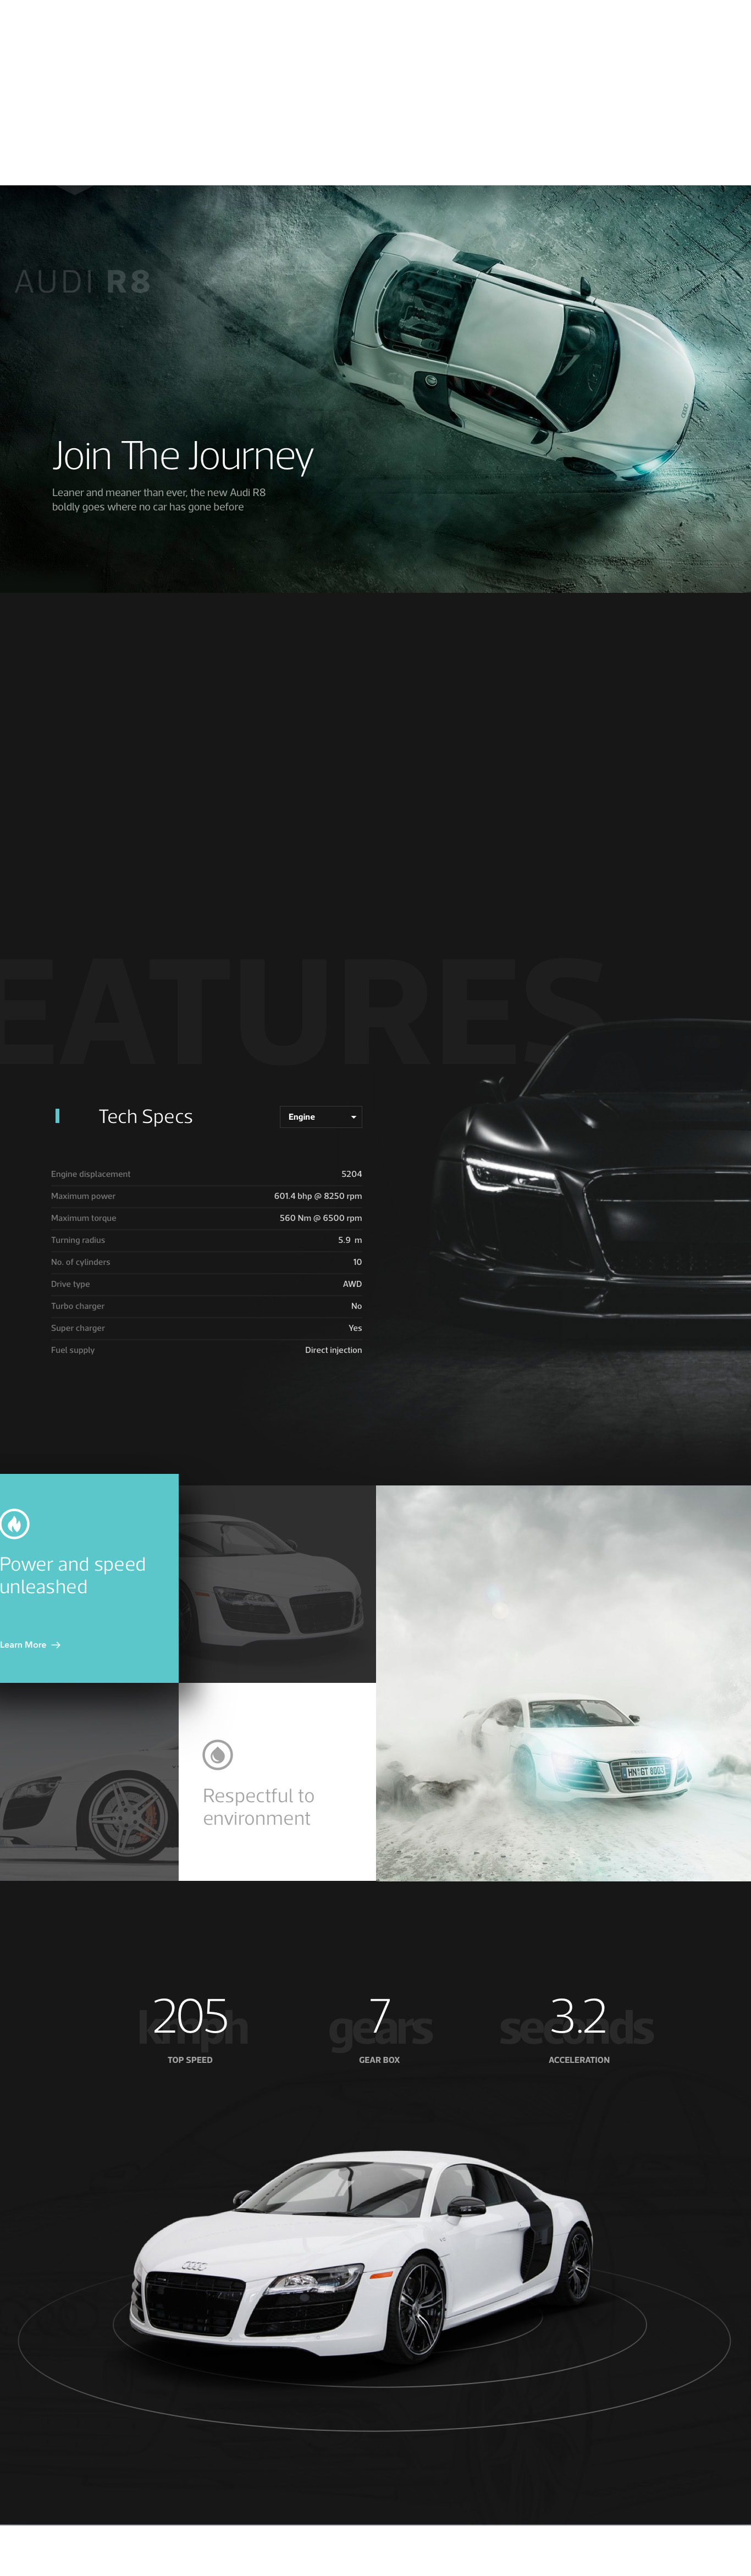 AUDI R8
Join The Journey
Leaner and meaner than ever, the new Audi R8
boldly goes where no car has gone before
EATURES
Tech Specs
Engine
Engine displacement 5204
Maximum power 601.4 bhp @ 8250 rpm
Maximum torque 560 Nm @ 6500 rpm
Turning radius 5.9 m
No. of cylinders 10
Drive type AWD
Turbo charger No
Super charger Yes
Fuel supply Direct injection
Power and speed
unleashed
Learn More
Respectful to
environment
HN GT 8003
205 7 3.2
kmph gears seconds
TOP SPEED GEAR BOX ACCELERATION